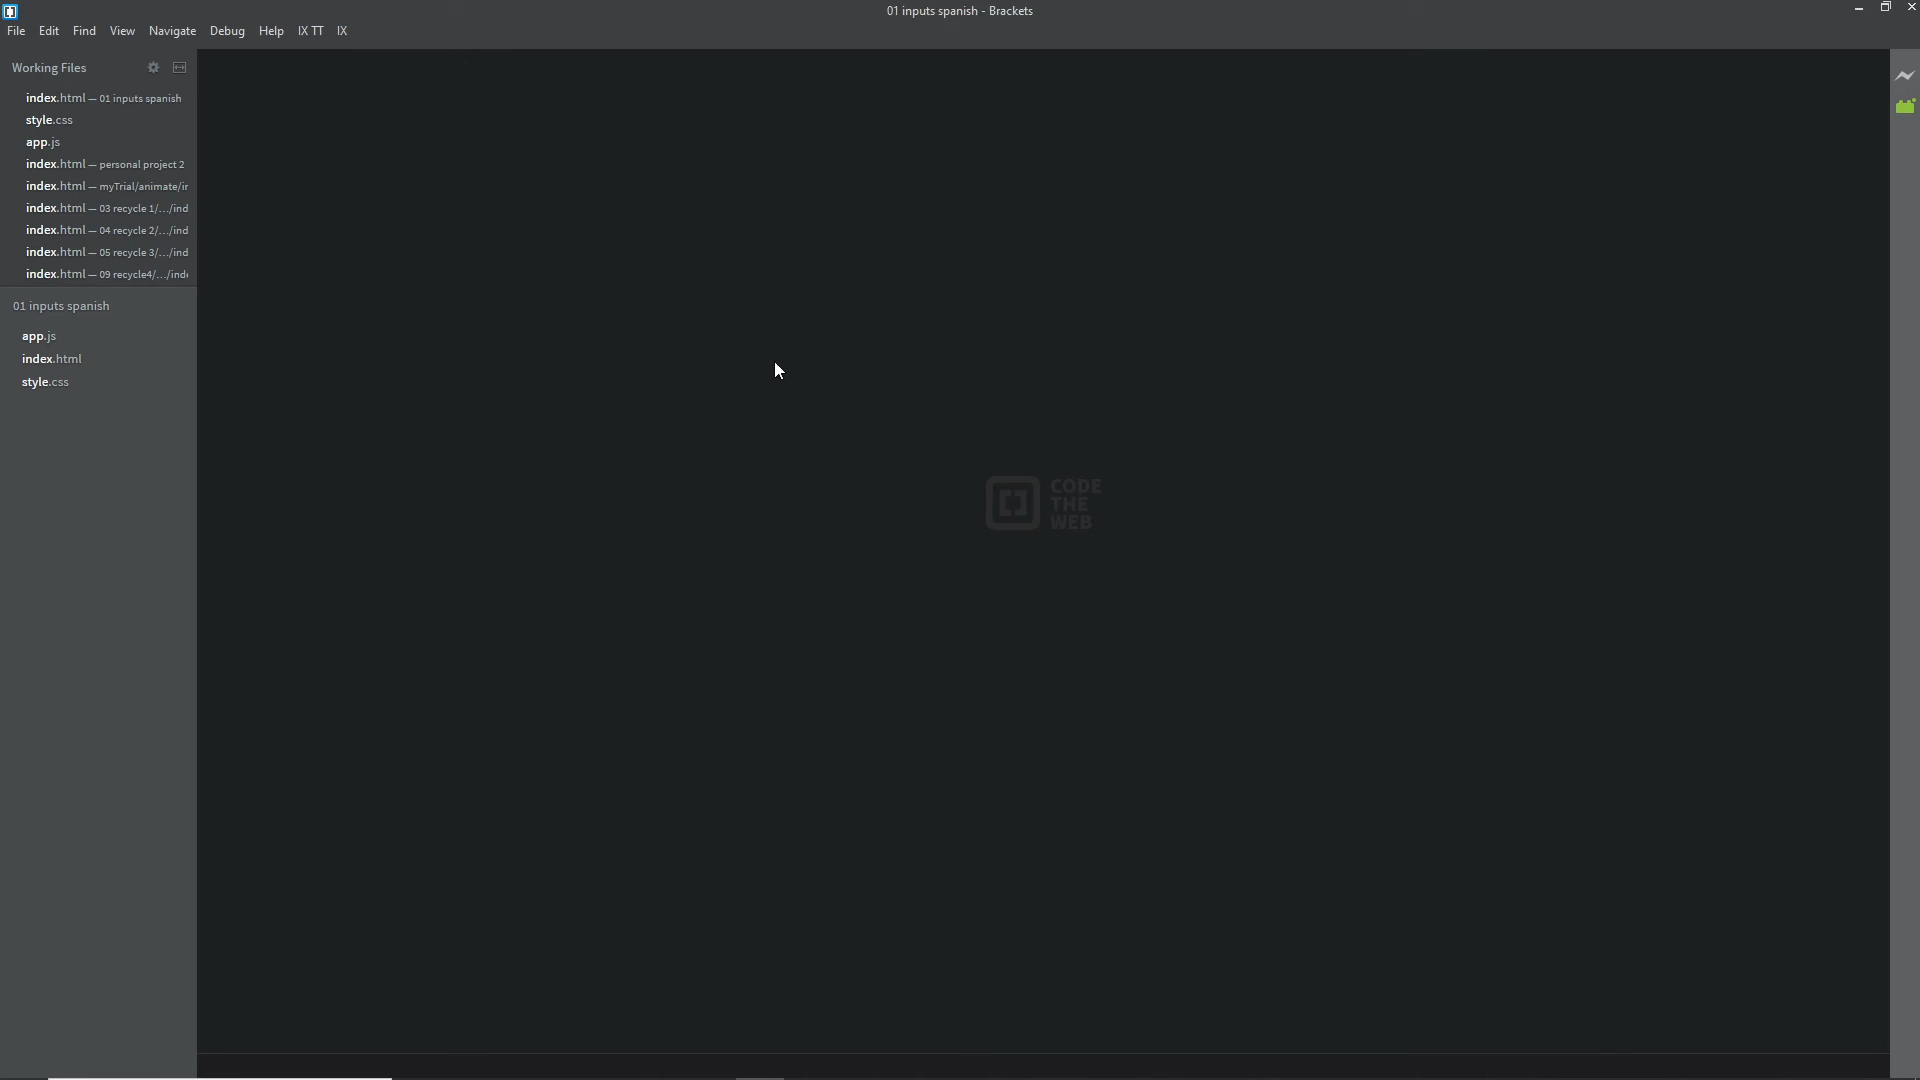 01 inputs spanish - Brackets
File Edit Find View Navigate Debug Help IX TT IX
Working Files
index.html — 01 inputs spanish
style.css
app.js
index.html — personal project 2
index.html — myTrial/animate/ir
index.html — 03 recycle 1/.../ind
index.html — 04 recycle 2/.../ind
index.html — 05 recycle 3/.../ind
index.html — 09 recycle4/.../inde
01 inputs spanish
app.js
index.html
style.css
CODE
THE
WEB